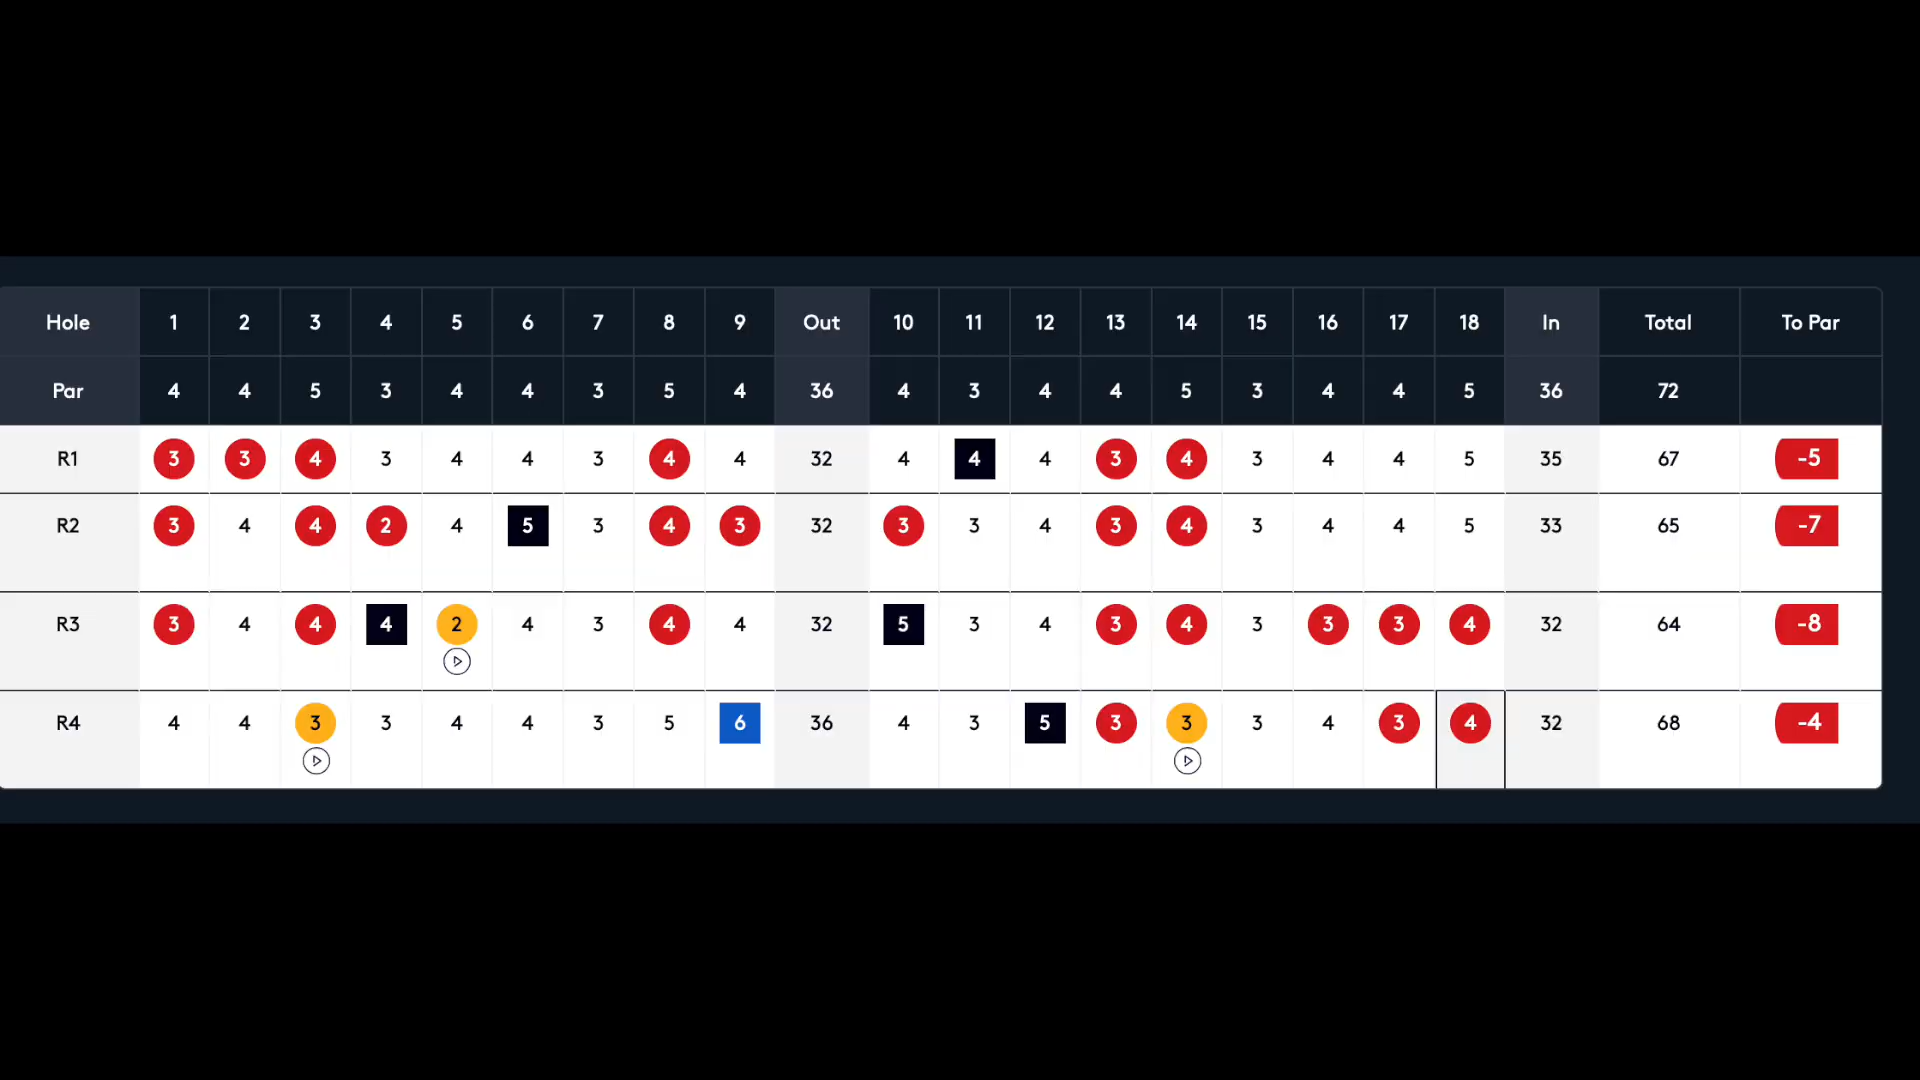 Hole 1 2 3 4 5 6 7 8 9 Out 10 11 12 13 14 15 16 17 18 In Total To Par
Par 4 4 5 3 4 4 3 5 4 36 4 3 4 4 5 3 4 4 5 36 72
R1 3 3 4 3 4 4 3 4 4 32 4 4 4 3 4 3 4 4 5 35 67 -5
R2 3 4 4 2 4 5 3 4 3 32 3 3 4 3 4 3 4 4 5 33 65 -7
R3 3 4 4 4 2 4 3 4 4 32 5 3 4 3 4 3 3 3 4 32 64 -8
R4 4 4 3 3 4 4 3 5 6 36 4 3 5 3 3 3 4 3 4 32 68 -4